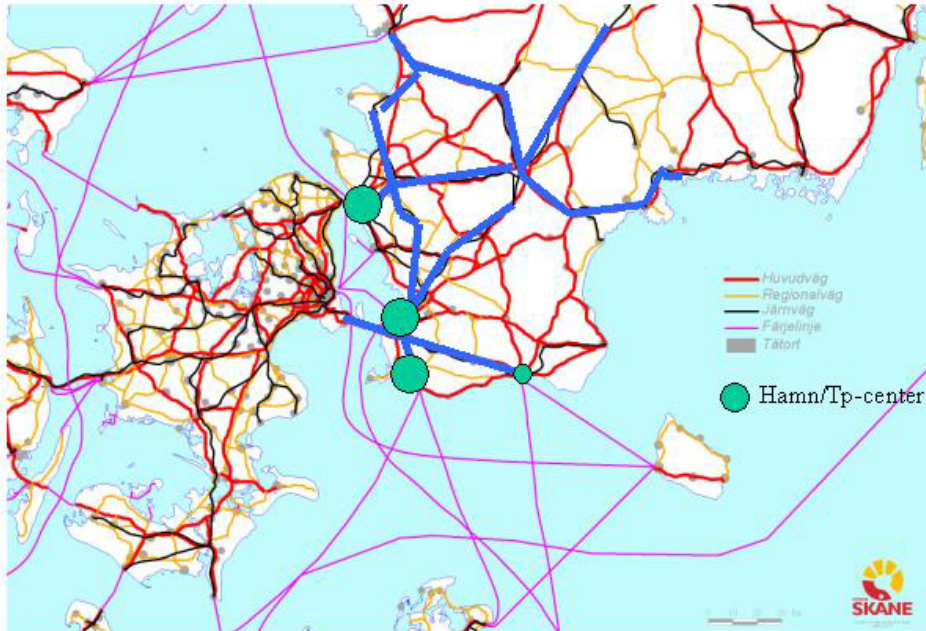 Huvudväg
Regionalväg
Järnväg
Färjelinje
Tätort
Hamn/Tp-center
SKÅNE